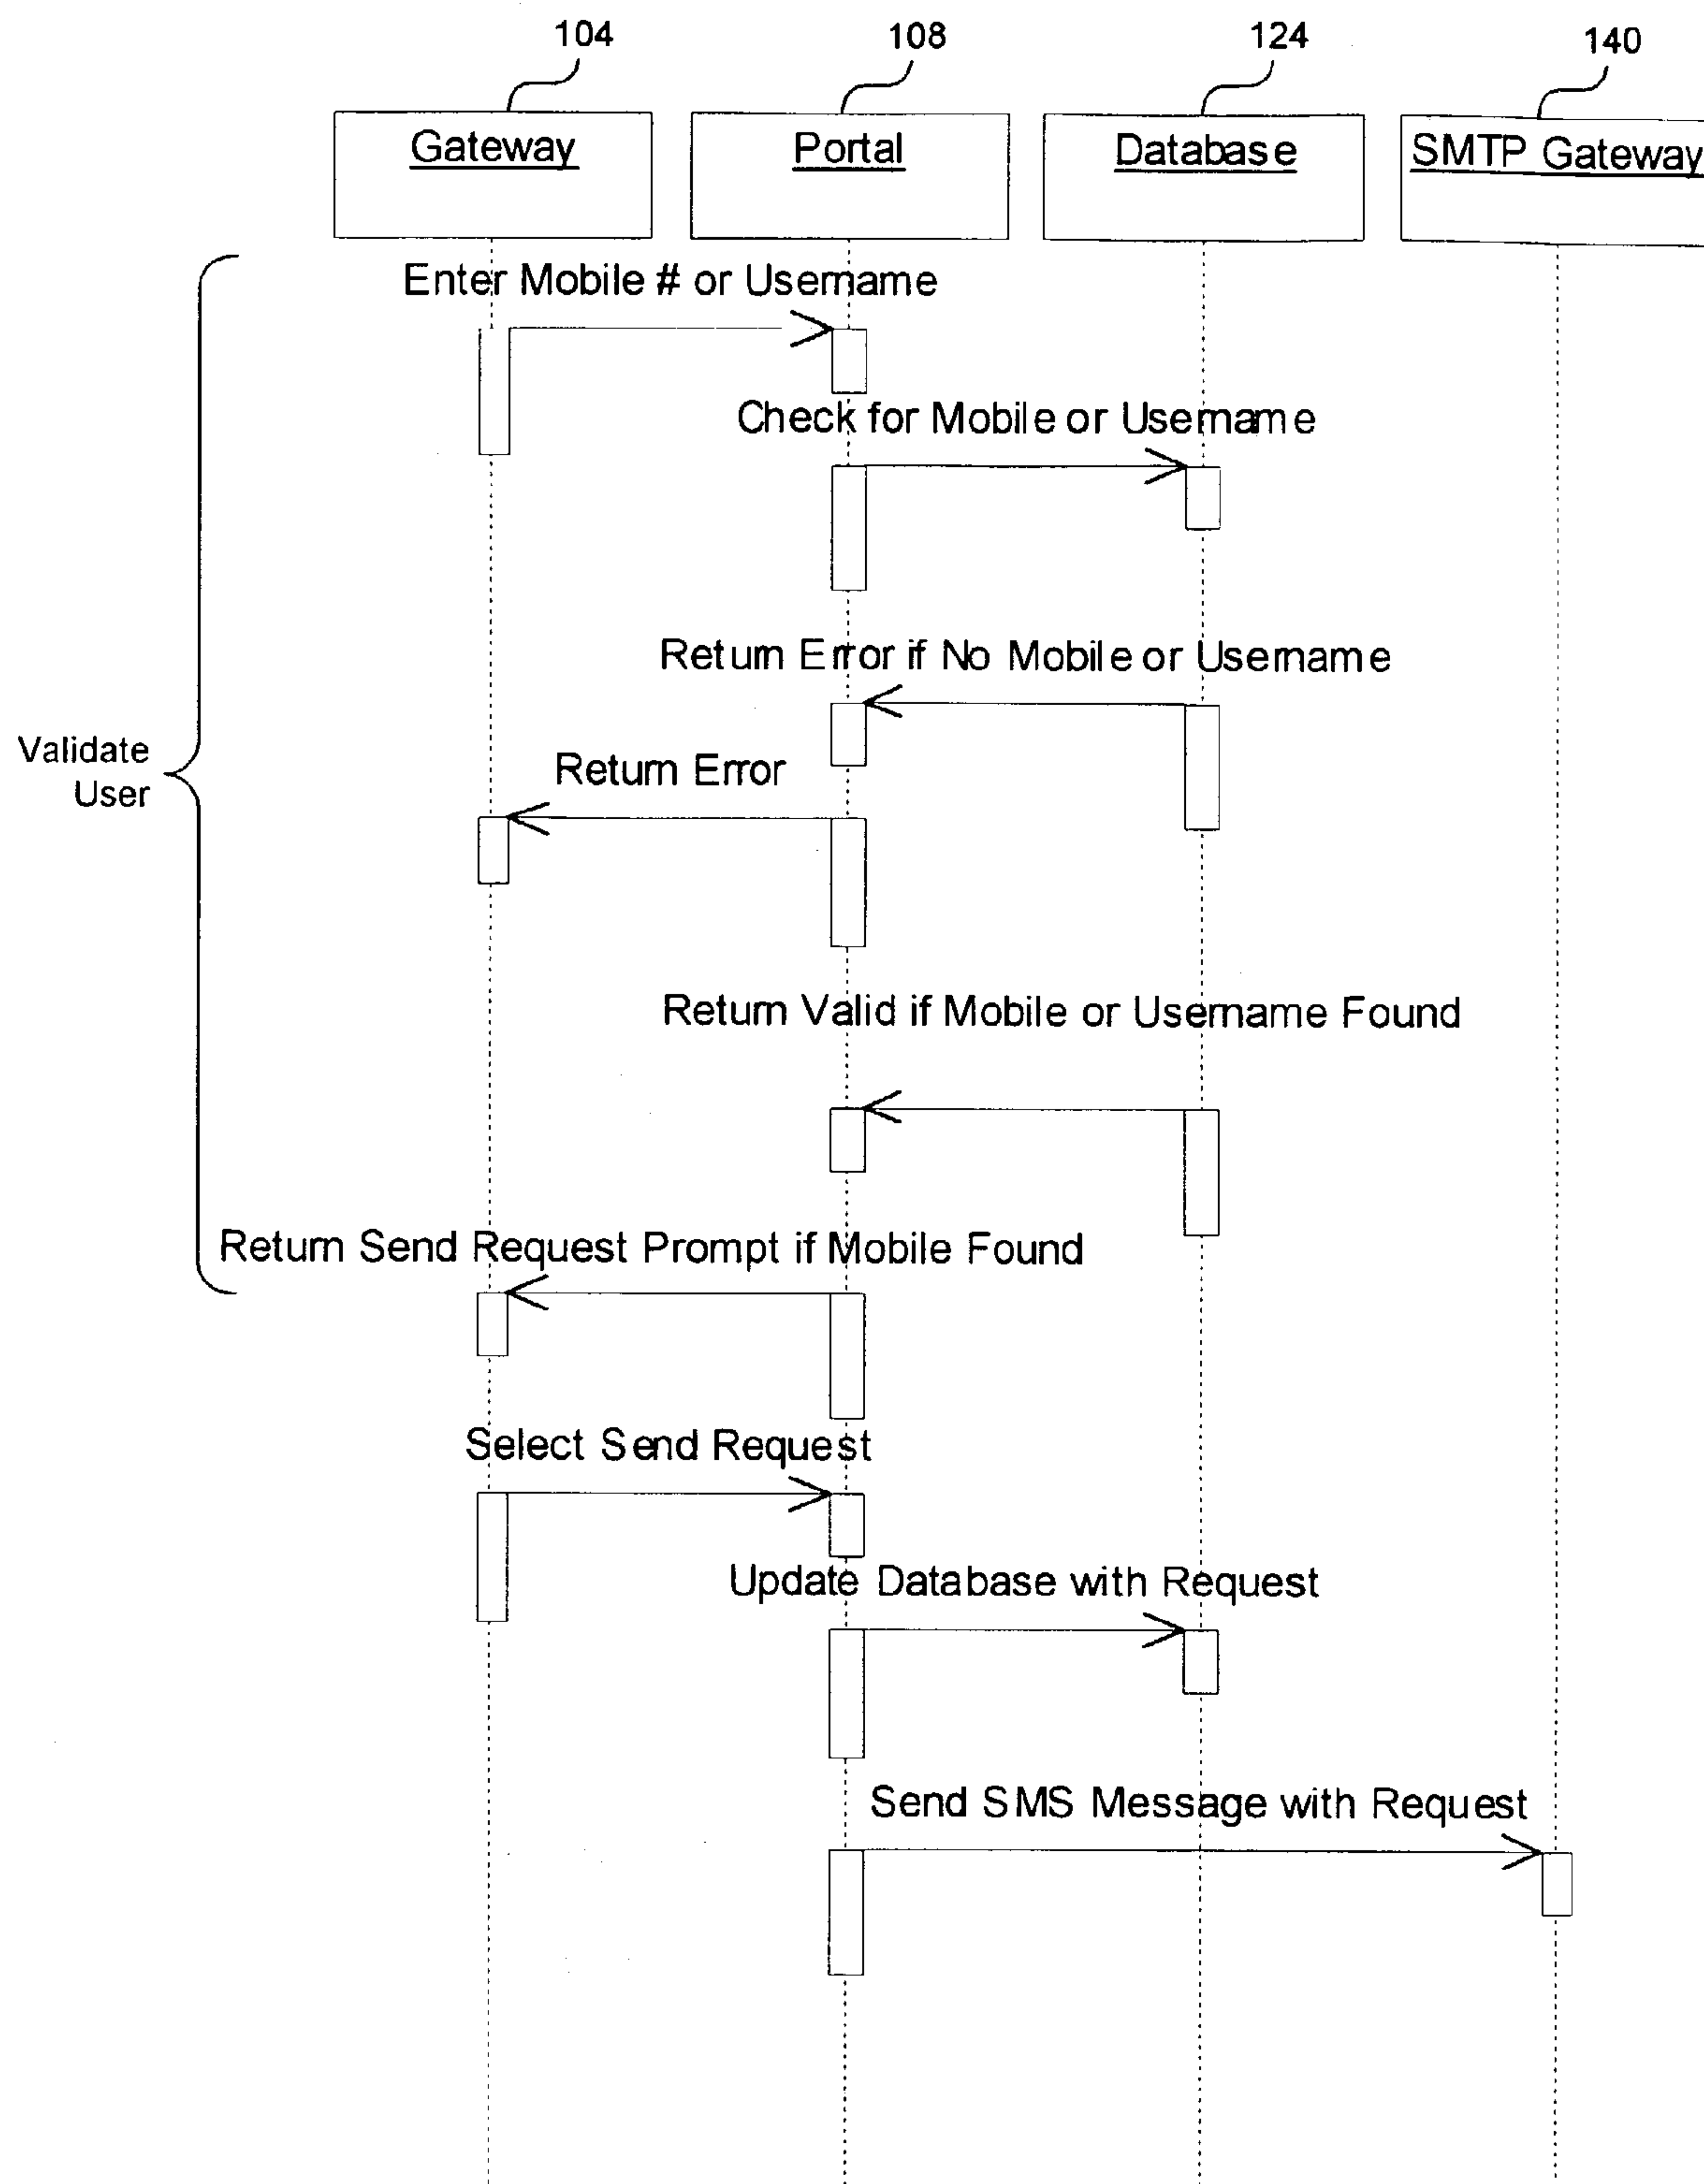 104
108
124
140
Gateway
Portal
Database
SMTP Gateway
Enter Mobile # or Username
Check for Mobile or Username
Return Error if No Mobile or Username
Validate
User
Return Error
Return Valid if Mobile or Username Found
Return Send Request Prompt if Mobile Found
Select Send Request
Update Database with Request
Send SMS Message with Request